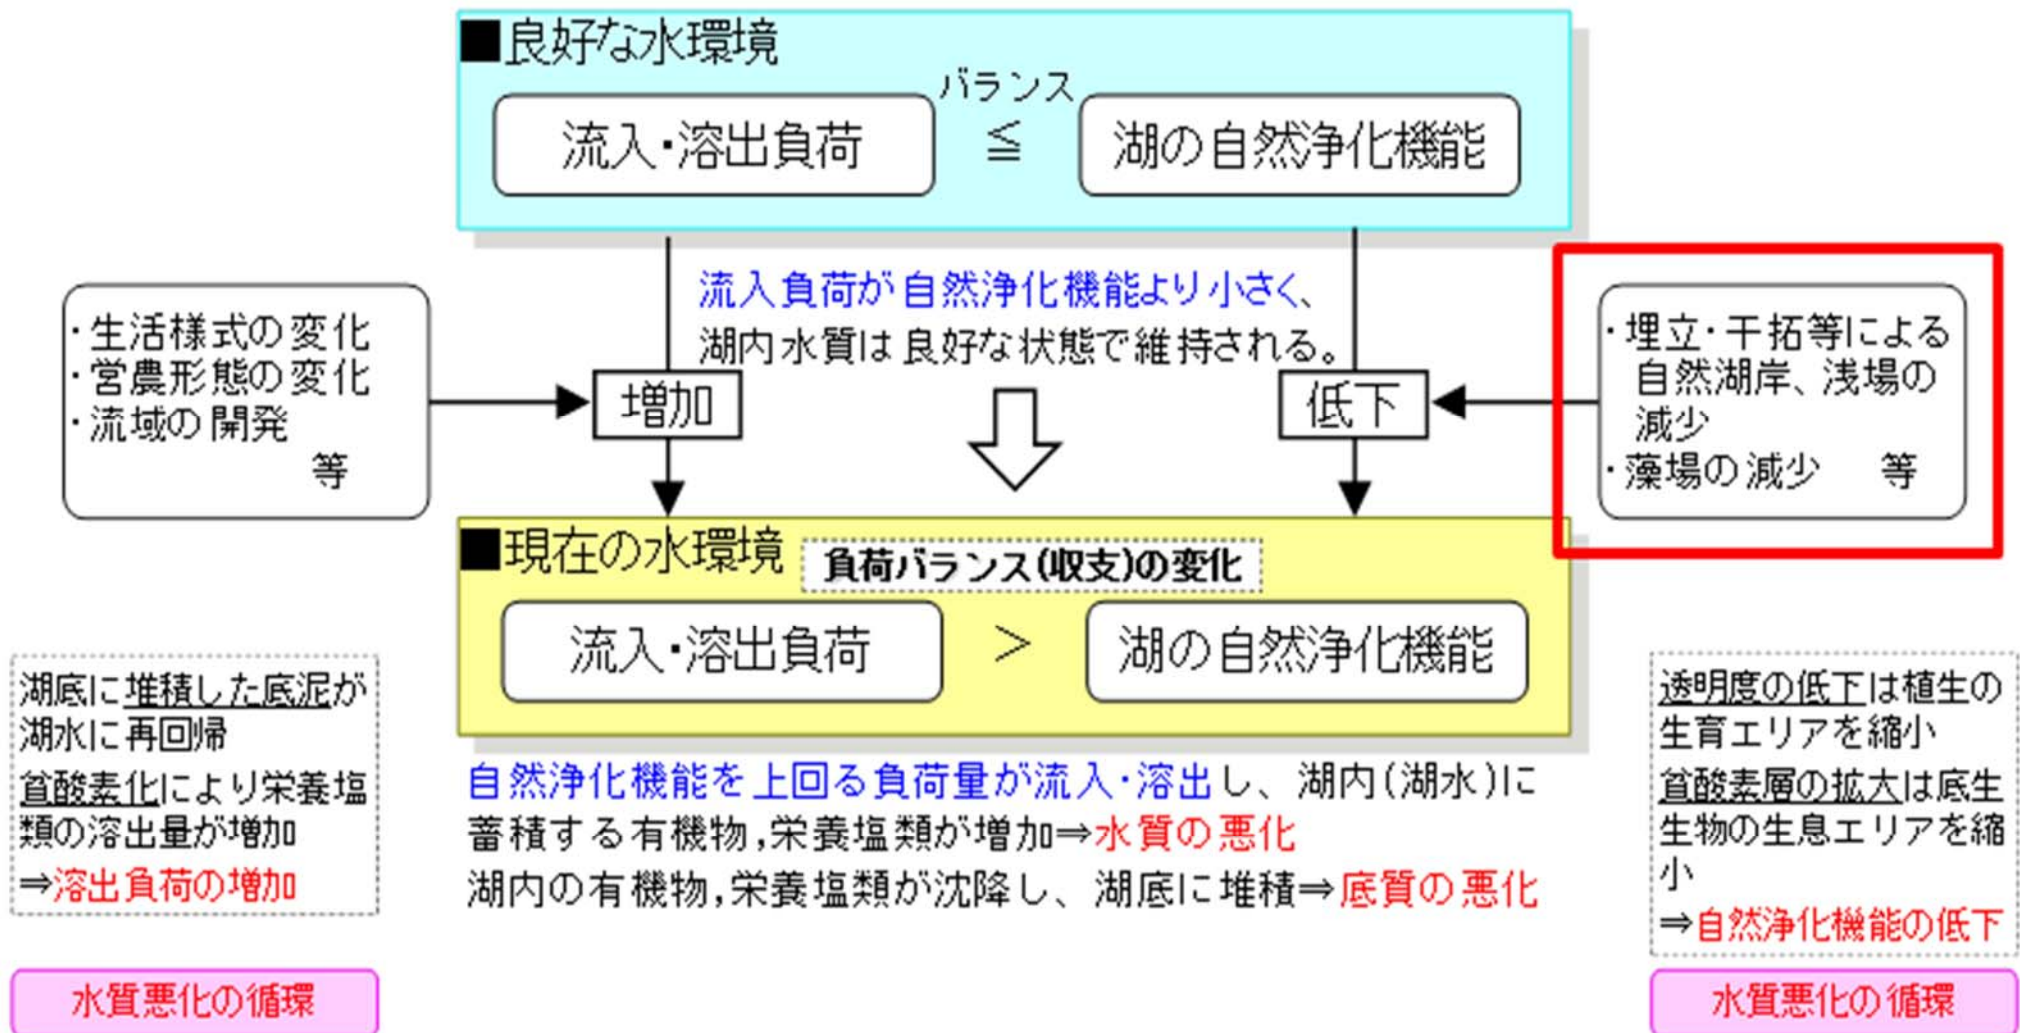 ■良好な水環境
バランス
流入・溶出負荷 ≦ 湖の自然浄化機能
流入負荷が自然浄化機能より小さく、
湖内水質は良好な状態で維持される。
・生活様式の変化
・営農形態の変化
・流域の開発
等
増加
低下
・埋立・干拓等による
自然湖岸、浅場の
減少
・藻場の減少 等
■現在の水環境 負荷バランス(収支)の変化
流入・溶出負荷 > 湖の自然浄化機能
湖底に堆積した底泥が
湖水に再回帰
貧酸素化により栄養塩
類の溶出量が増加
⇒溶出負荷の増加
水質悪化の循環
自然浄化機能を上回る負荷量が流入・溶出し、湖内(湖水)に
蓄積する有機物,栄養塩類が増加⇒水質の悪化
湖内の有機物,栄養塩類が沈降し、湖底に堆積⇒底質の悪化
透明度の低下は植生の
生育エリアを縮小
貧酸素層の拡大は底生
生物の生息エリアを縮
小
⇒自然浄化機能の低下
水質悪化の循環